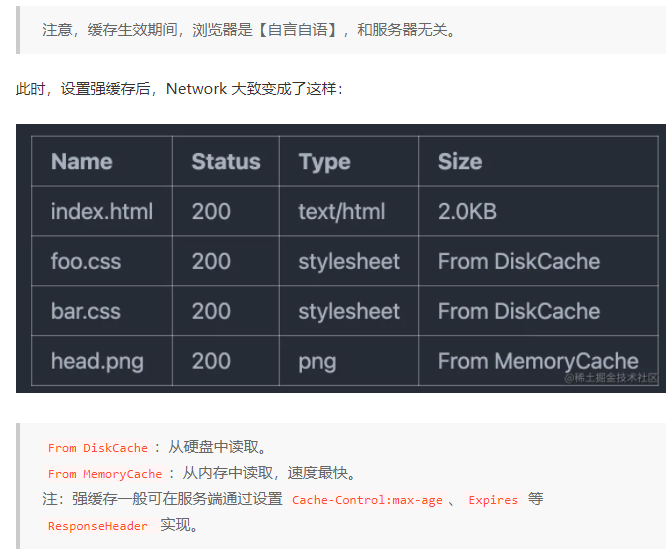 注意，缓存生效期间，浏览器是【自言自语】，和服务器无关。
此时，设置强缓存后，Network 大致变成了这样：
Name Status Type Size
index.html 200 text/html 2.0KB
foo.css 200 stylesheet From DiskCache
bar.css 200 stylesheet From DiskCache
head.png 200 png From MemoryCache
@稀土掘金技术社区
From DiskCache：从硬盘中读取。
From MemoryCache：从内存中读取，速度最快。
注：强缓存一般可在服务端通过设置 Cache-Control:max-age、Expires 等
ResponseHeader 实现。